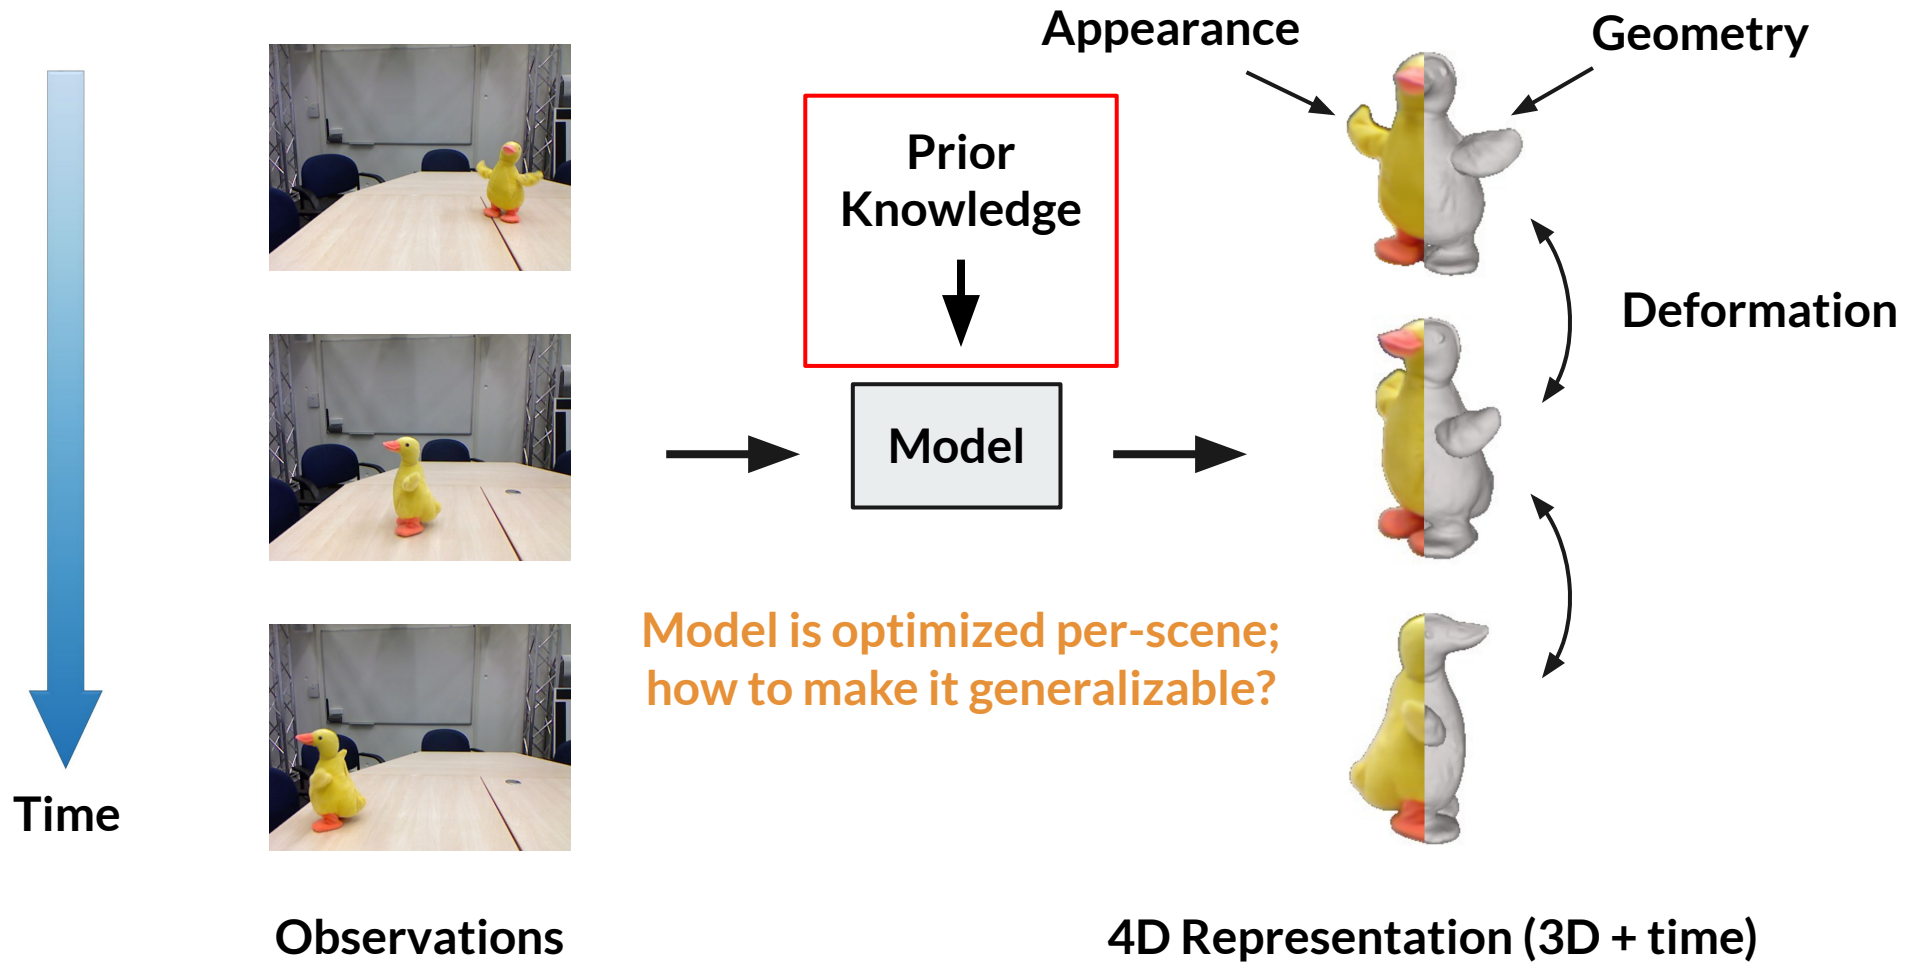 Appearance
Geometry
Prior
Knowledge
Deformation
Model
Model is optimized per-scene;
how to make it generalizable?
Time
Observations
4D Representation (3D + time)